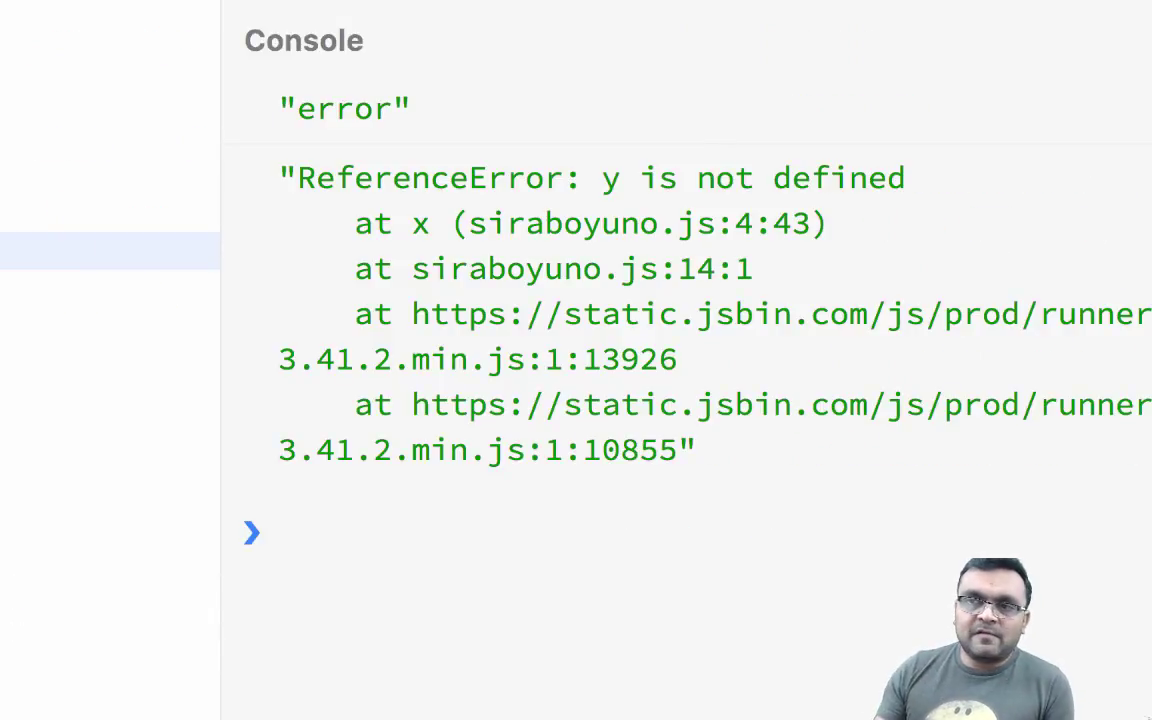 Console
"error"
"ReferenceError: y is not defined
at x (siraboyuno.js:4:43)
at siraboyuno.js:14:1
at https://static.jsbin.com/js/prod/runner
3.41.2.min.js:1:13926
at https://static.jsbin.com/js/prod/runner
3.41.2.min.js:1:10855"